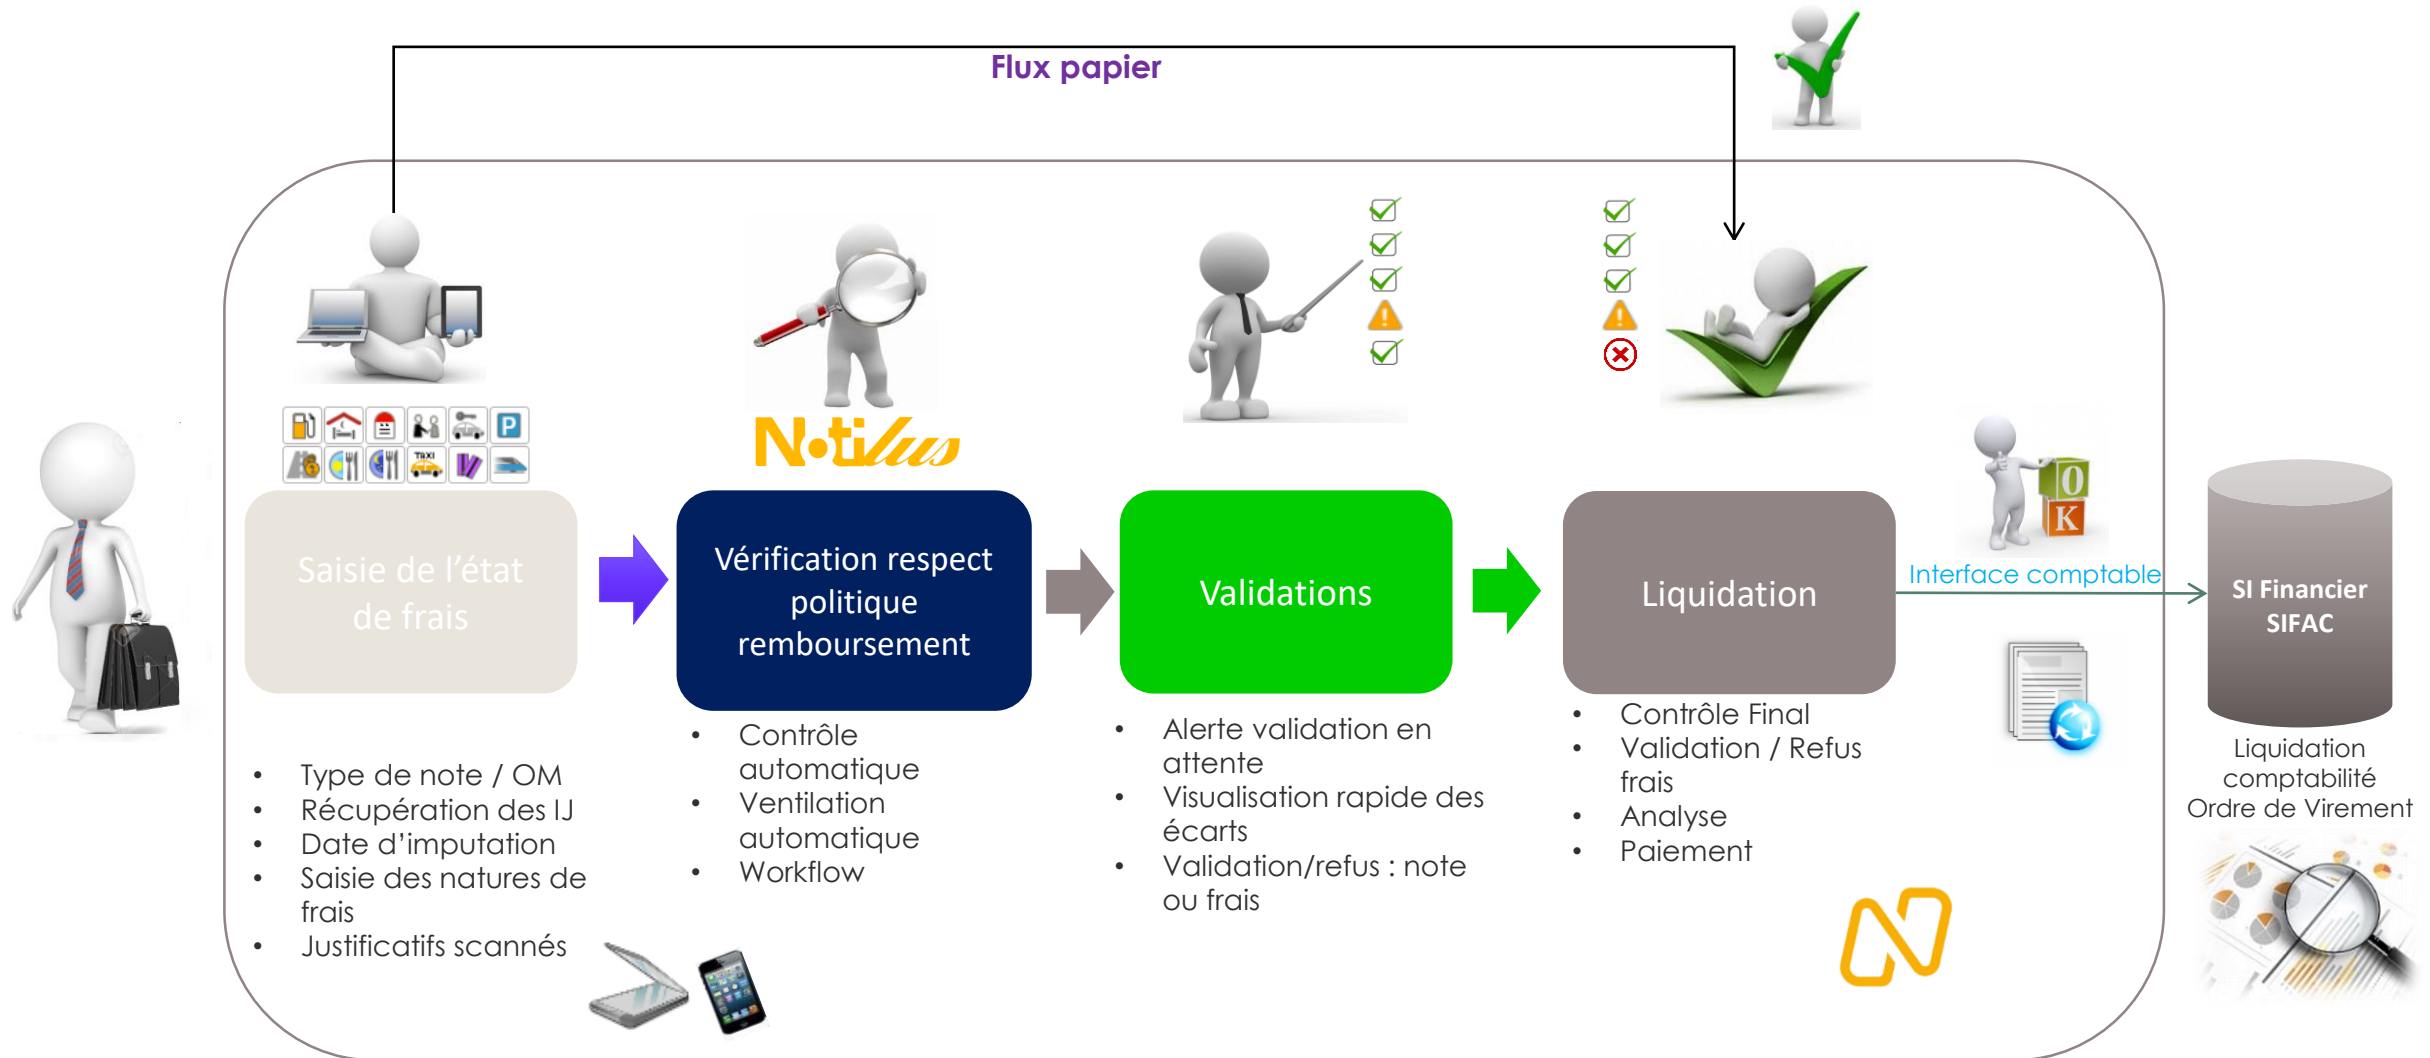 Flux papier
TAXI
P
Notilus
O
K
Saisie de l'état
de frais
Vérification respect
politique
remboursement
Validations
Liquidation
Interface comptable
SI Financier
SIFAC
• Type de note / OM
• Récupération des IJ
• Date d'imputation
• Saisie des natures de
frais
• Justificatifs scannés
• Contrôle
automatique
• Ventilation
automatique
• Workflow
• Alerte validation en
attente
• Visualisation rapide des
écarts
• Validation/refus : note
ou frais
• Contrôle Final
• Validation / Refus
frais
• Analyse
• Paiement
Liquidation
comptabilité
Ordre de Virement